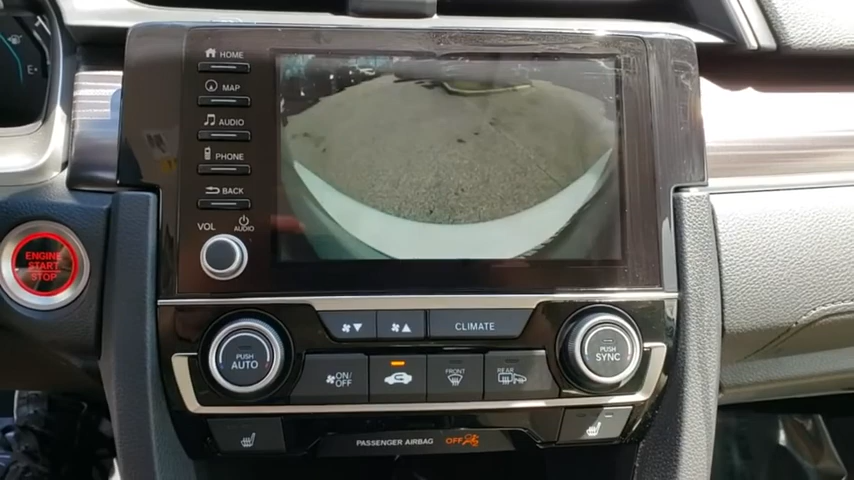 HOME
MAP
AUDIO
PHONE
BACK
VOL AUDIO
E
ENGINE
START
STOP
CLIMATE
PUSH
AUTO
ON/
OFF
FRONT
REAR
PUSH
SYNC
PASSENGER AIRBAG OFF